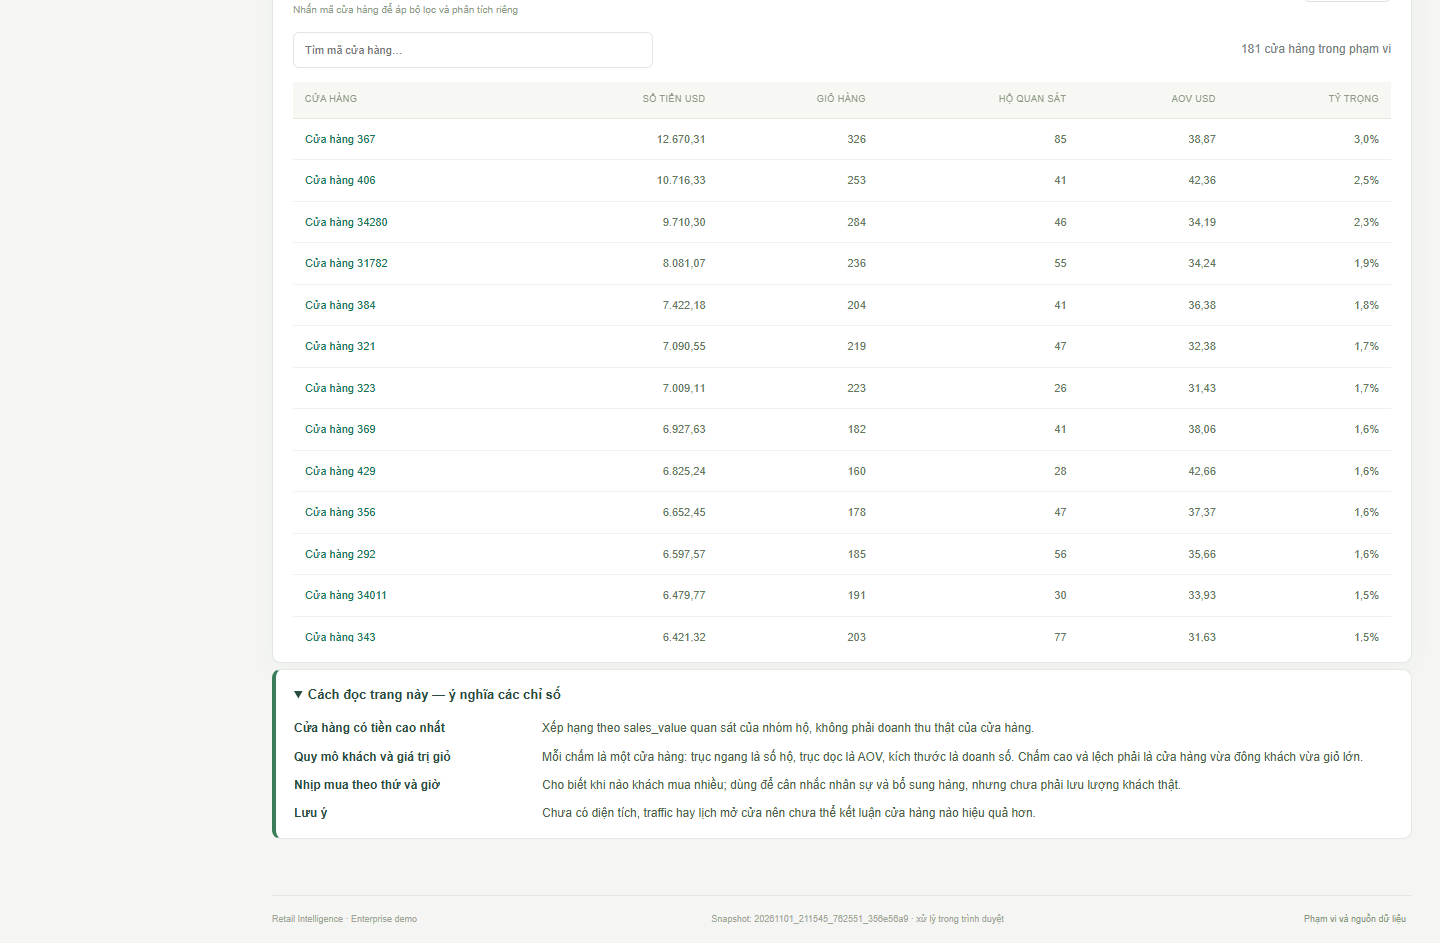 Nhấn mã cửa hàng để áp bộ lọc và phân tích riêng
Tìm mã cửa hàng...
181 cửa hàng trong phạm vi
CỬA HÀNG SỐ TIỀN USD GIỎ HÀNG HỘ QUAN SÁT AOV USD TỶ TRỌNG
Cửa hàng 367 12.670,31 326 85 38,87 3,0%
Cửa hàng 406 10.716,33 253 41 42,36 2,5%
Cửa hàng 34280 9.710,30 284 46 34,19 2,3%
Cửa hàng 31782 8.081,07 236 55 34,24 1,9%
Cửa hàng 384 7.422,18 204 41 36,38 1,8%
Cửa hàng 321 7.090,55 219 47 32,38 1,7%
Cửa hàng 323 7.009,11 223 26 31,43 1,7%
Cửa hàng 369 6.927,63 182 41 38,06 1,6%
Cửa hàng 429 6.825,24 160 28 42,66 1,6%
Cửa hàng 356 6.652,45 178 47 37,37 1,6%
Cửa hàng 292 6.597,57 185 56 35,66 1,6%
Cửa hàng 34011 6.479,77 191 30 33,93 1,5%
Cửa hàng 343 6.421,32 203 77 31,63 1,5%
▼ Cách đọc trang này — ý nghĩa các chỉ số
Cửa hàng có tiền cao nhất Xếp hạng theo sales_value quan sát của nhóm hộ, không phải doanh thu thật của cửa hàng.
Quy mô khách và giá trị giỏ Mỗi chấm là một cửa hàng: trục ngang là số hộ, trục dọc là AOV, kích thước là doanh số. Chấm cao và lệch phải là cửa hàng vừa đông khách vừa giỏ lớn.
Nhịp mua theo thứ và giờ Cho biết khi nào khách mua nhiều; dùng để cân nhắc nhân sự và bổ sung hàng, nhưng chưa phải lưu lượng khách thật.
Lưu ý Chưa có diện tích, traffic hay lịch mở cửa nên chưa thể kết luận cửa hàng nào hiệu quả hơn.
Retail Intelligence · Enterprise demo
Snapshot: 20261101_211545_762551_356e56a9 · xử lý trong trình duyệt
Phạm vi và nguồn dữ liệu